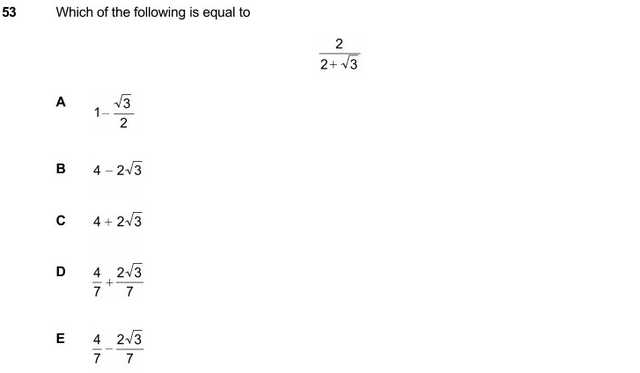 53 Which of the following is equal to
2
2+ √3
A 1– √3
2
B 4 – 2√3
C 4 + 2√3
D 4 + 2√3
7 7
E 4 – 2√3
7 7